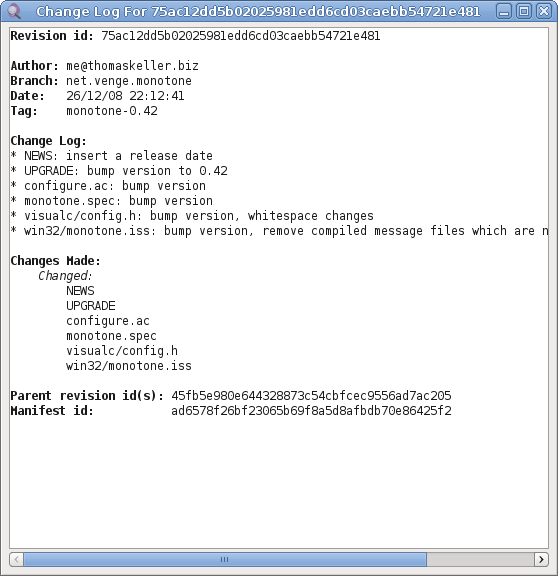 Change Log For 75ac12dd5b02025981edd6cd03caebb54721e481
Revision id: 75ac12dd5b02025981edd6cd03caebb54721e481
Author: me@thomaskeller.biz
Branch: net.venge.monotone
Date: 26/12/08 22:12:41
Tag: monotone-0.42
Change Log:
* NEWS: insert a release date
* UPGRADE: bump version to 0.42
* configure.ac: bump version
* monotone.spec: bump version
* visualc/config.h: bump version, whitespace changes
* win32/monotone.iss: bump version, remove compiled message files which are n
Changes Made:
Changed:
NEWS
UPGRADE
configure.ac
monotone.spec
visualc/config.h
win32/monotone.iss
Parent revision id(s): 45fb5e980e644328873c54cbfcec9556ad7ac205
Manifest id: ad6578f26bf23065b69f8a5d8afbdb70e86425f2